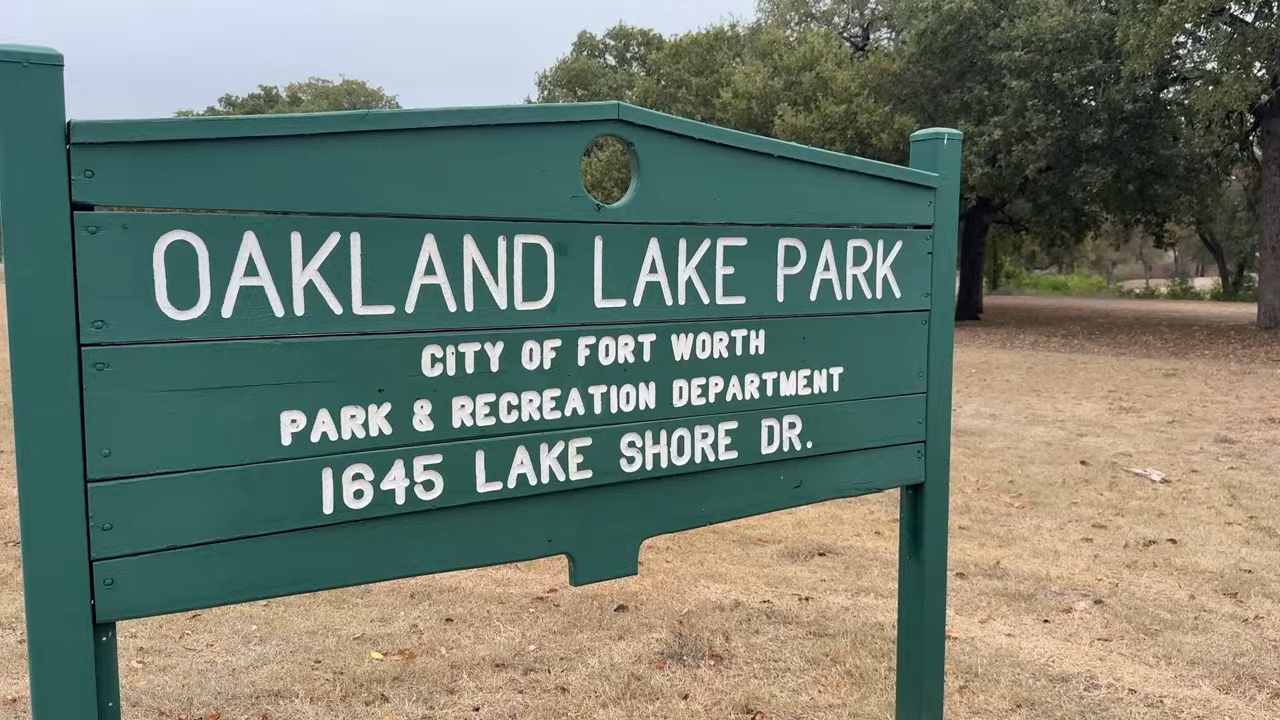 OAKLAND LAKE PARK
CITY OF FORT WORTH
PARK & RECREATION DEPARTMENT
1645 LAKE SHORE DR.